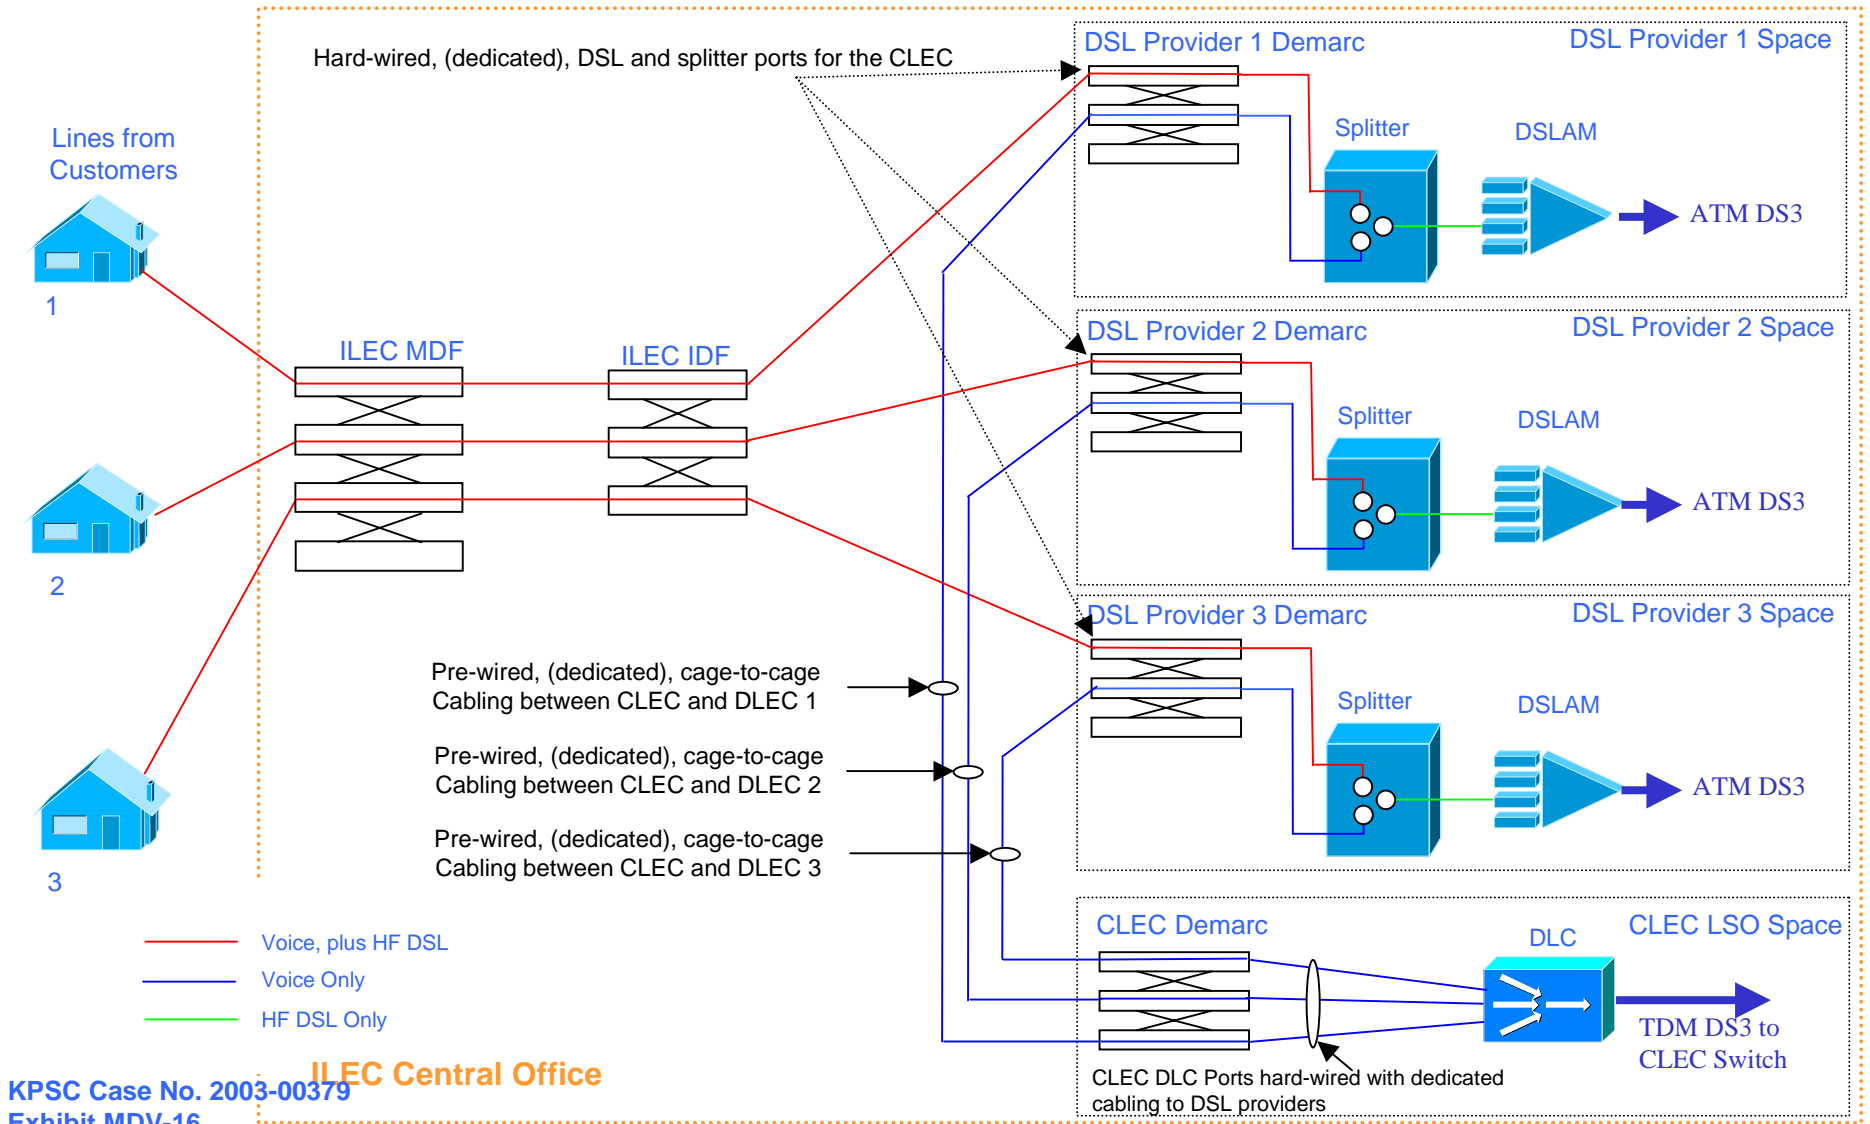 Hard-wired, (dedicated), DSL and splitter ports for the CLEC
DSL Provider 1 Demarc
DSL Provider 1 Space
Lines from
Customers
Splitter
DSLAM
ATM DS3
1
DSL Provider 2 Demarc
DSL Provider 2 Space
ILEC MDF
ILEC IDF
Splitter
DSLAM
ATM DS3
2
DSL Provider 3 Demarc
DSL Provider 3 Space
Pre-wired, (dedicated), cage-to-cage
Cabling between CLEC and DLEC 1
Splitter
DSLAM
Pre-wired, (dedicated), cage-to-cage
Cabling between CLEC and DLEC 2
ATM DS3
Pre-wired, (dedicated), cage-to-cage
Cabling between CLEC and DLEC 3
3
CLEC Demarc
DLC
CLEC LSO Space
Voice, plus HF DSL
Voice Only
HF DSL Only
TDM DS3 to
CLEC Switch
ILEC Central Office
CLEC DLC Ports hard-wired with dedicated
cabling to DSL providers
KPSC Case No. 2003-00379
Exhibit MDV-16